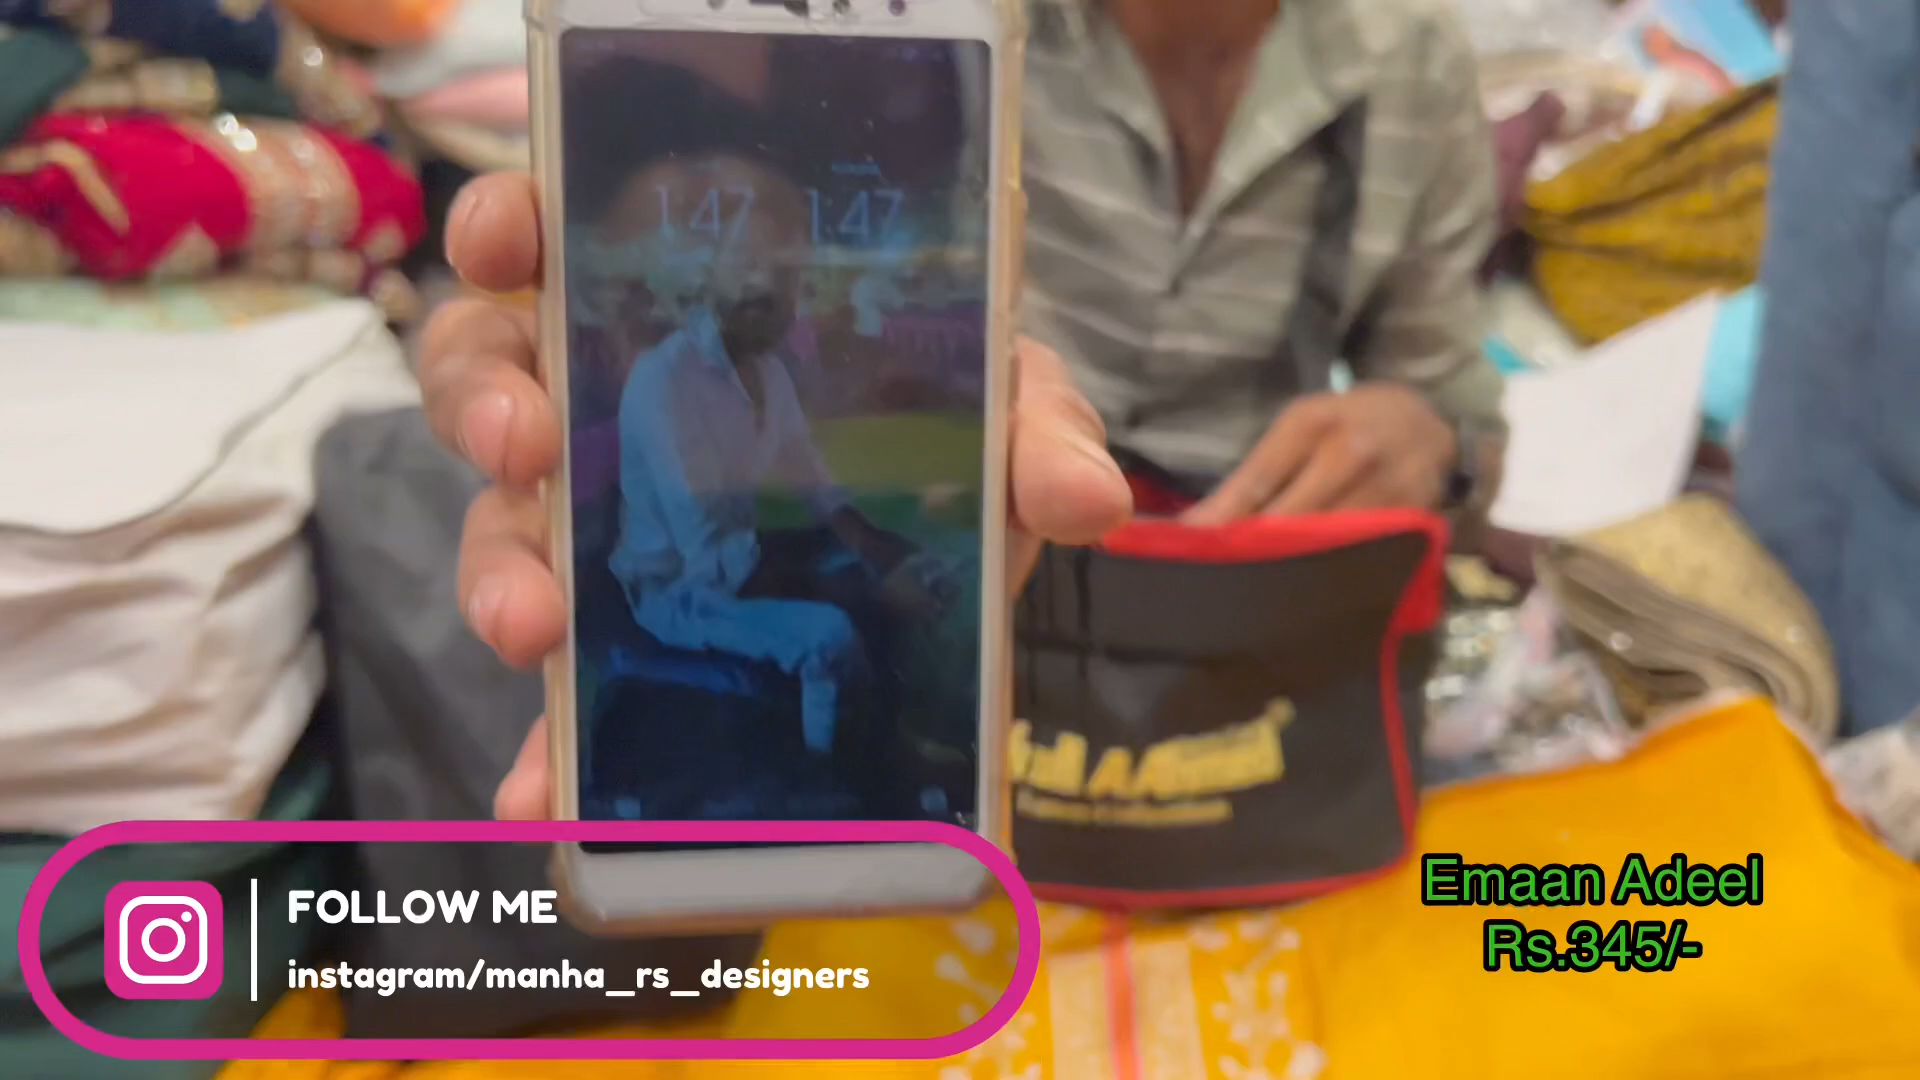 1:47 1:47
FOLLOW ME
instagram/manha_rs_designers
Emaan Adeel
Rs.345/-